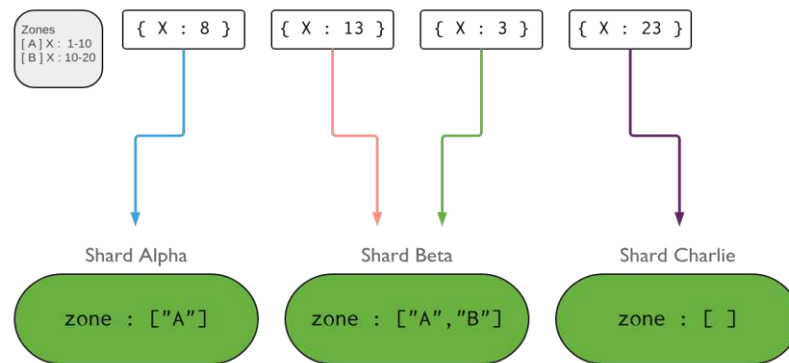 Zones
[ A ] X : 1-10
[ B ] X : 10-20
{ X : 8 }
{ X : 13 }
{ X : 3 }
{ X : 23 }
Shard Alpha
Shard Beta
Shard Charlie
zone : ["A"]
zone : ["A","B"]
zone : [ ]